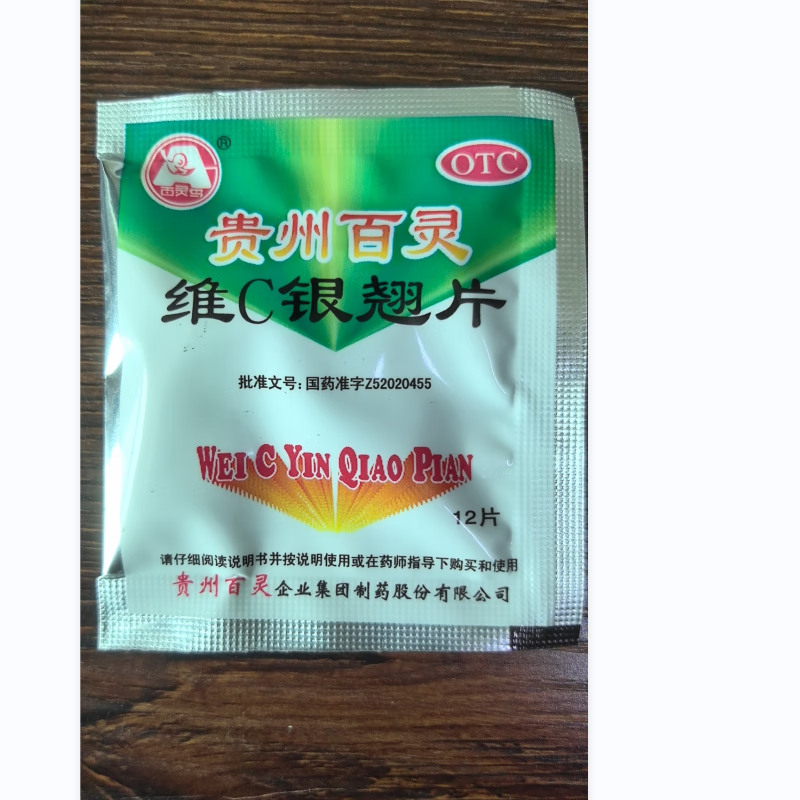 百灵鸟
®
OTC
贵州百灵
维C银翘片
批准文号:国药准字Z52020455
WEI C YIN QIAO PIAN
12片
请仔细阅读说明书并按说明使用或在药师指导下购买和使用
贵州百灵企业集团制药股份有限公司